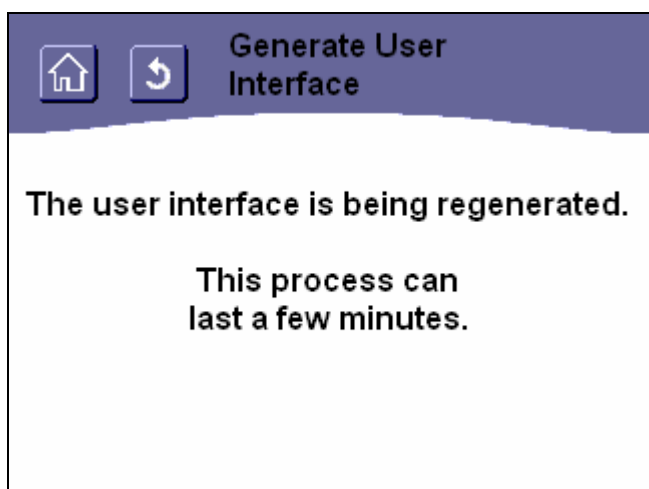 Generate User
Interface
The user interface is being regenerated.
This process can
last a few minutes.